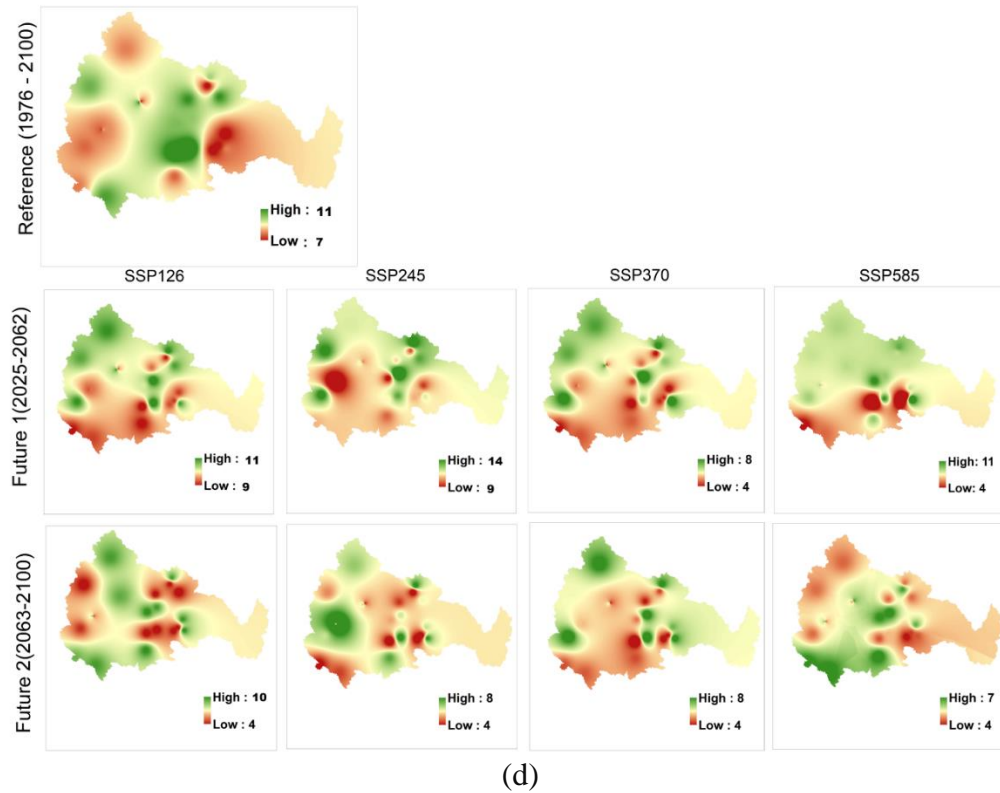 Reference (1976 - 2100)
High : 11
Low : 7
SSP126
SSP245
SSP370
SSP585
Future 1(2025-2062)
High : 11
Low : 9
High : 14
Low : 9
High : 8
Low : 4
High: 11
Low: 4
Future 2(2063-2100)
High : 10
Low : 4
High : 8
Low : 4
High : 8
Low : 4
High : 7
Low : 4
(d)